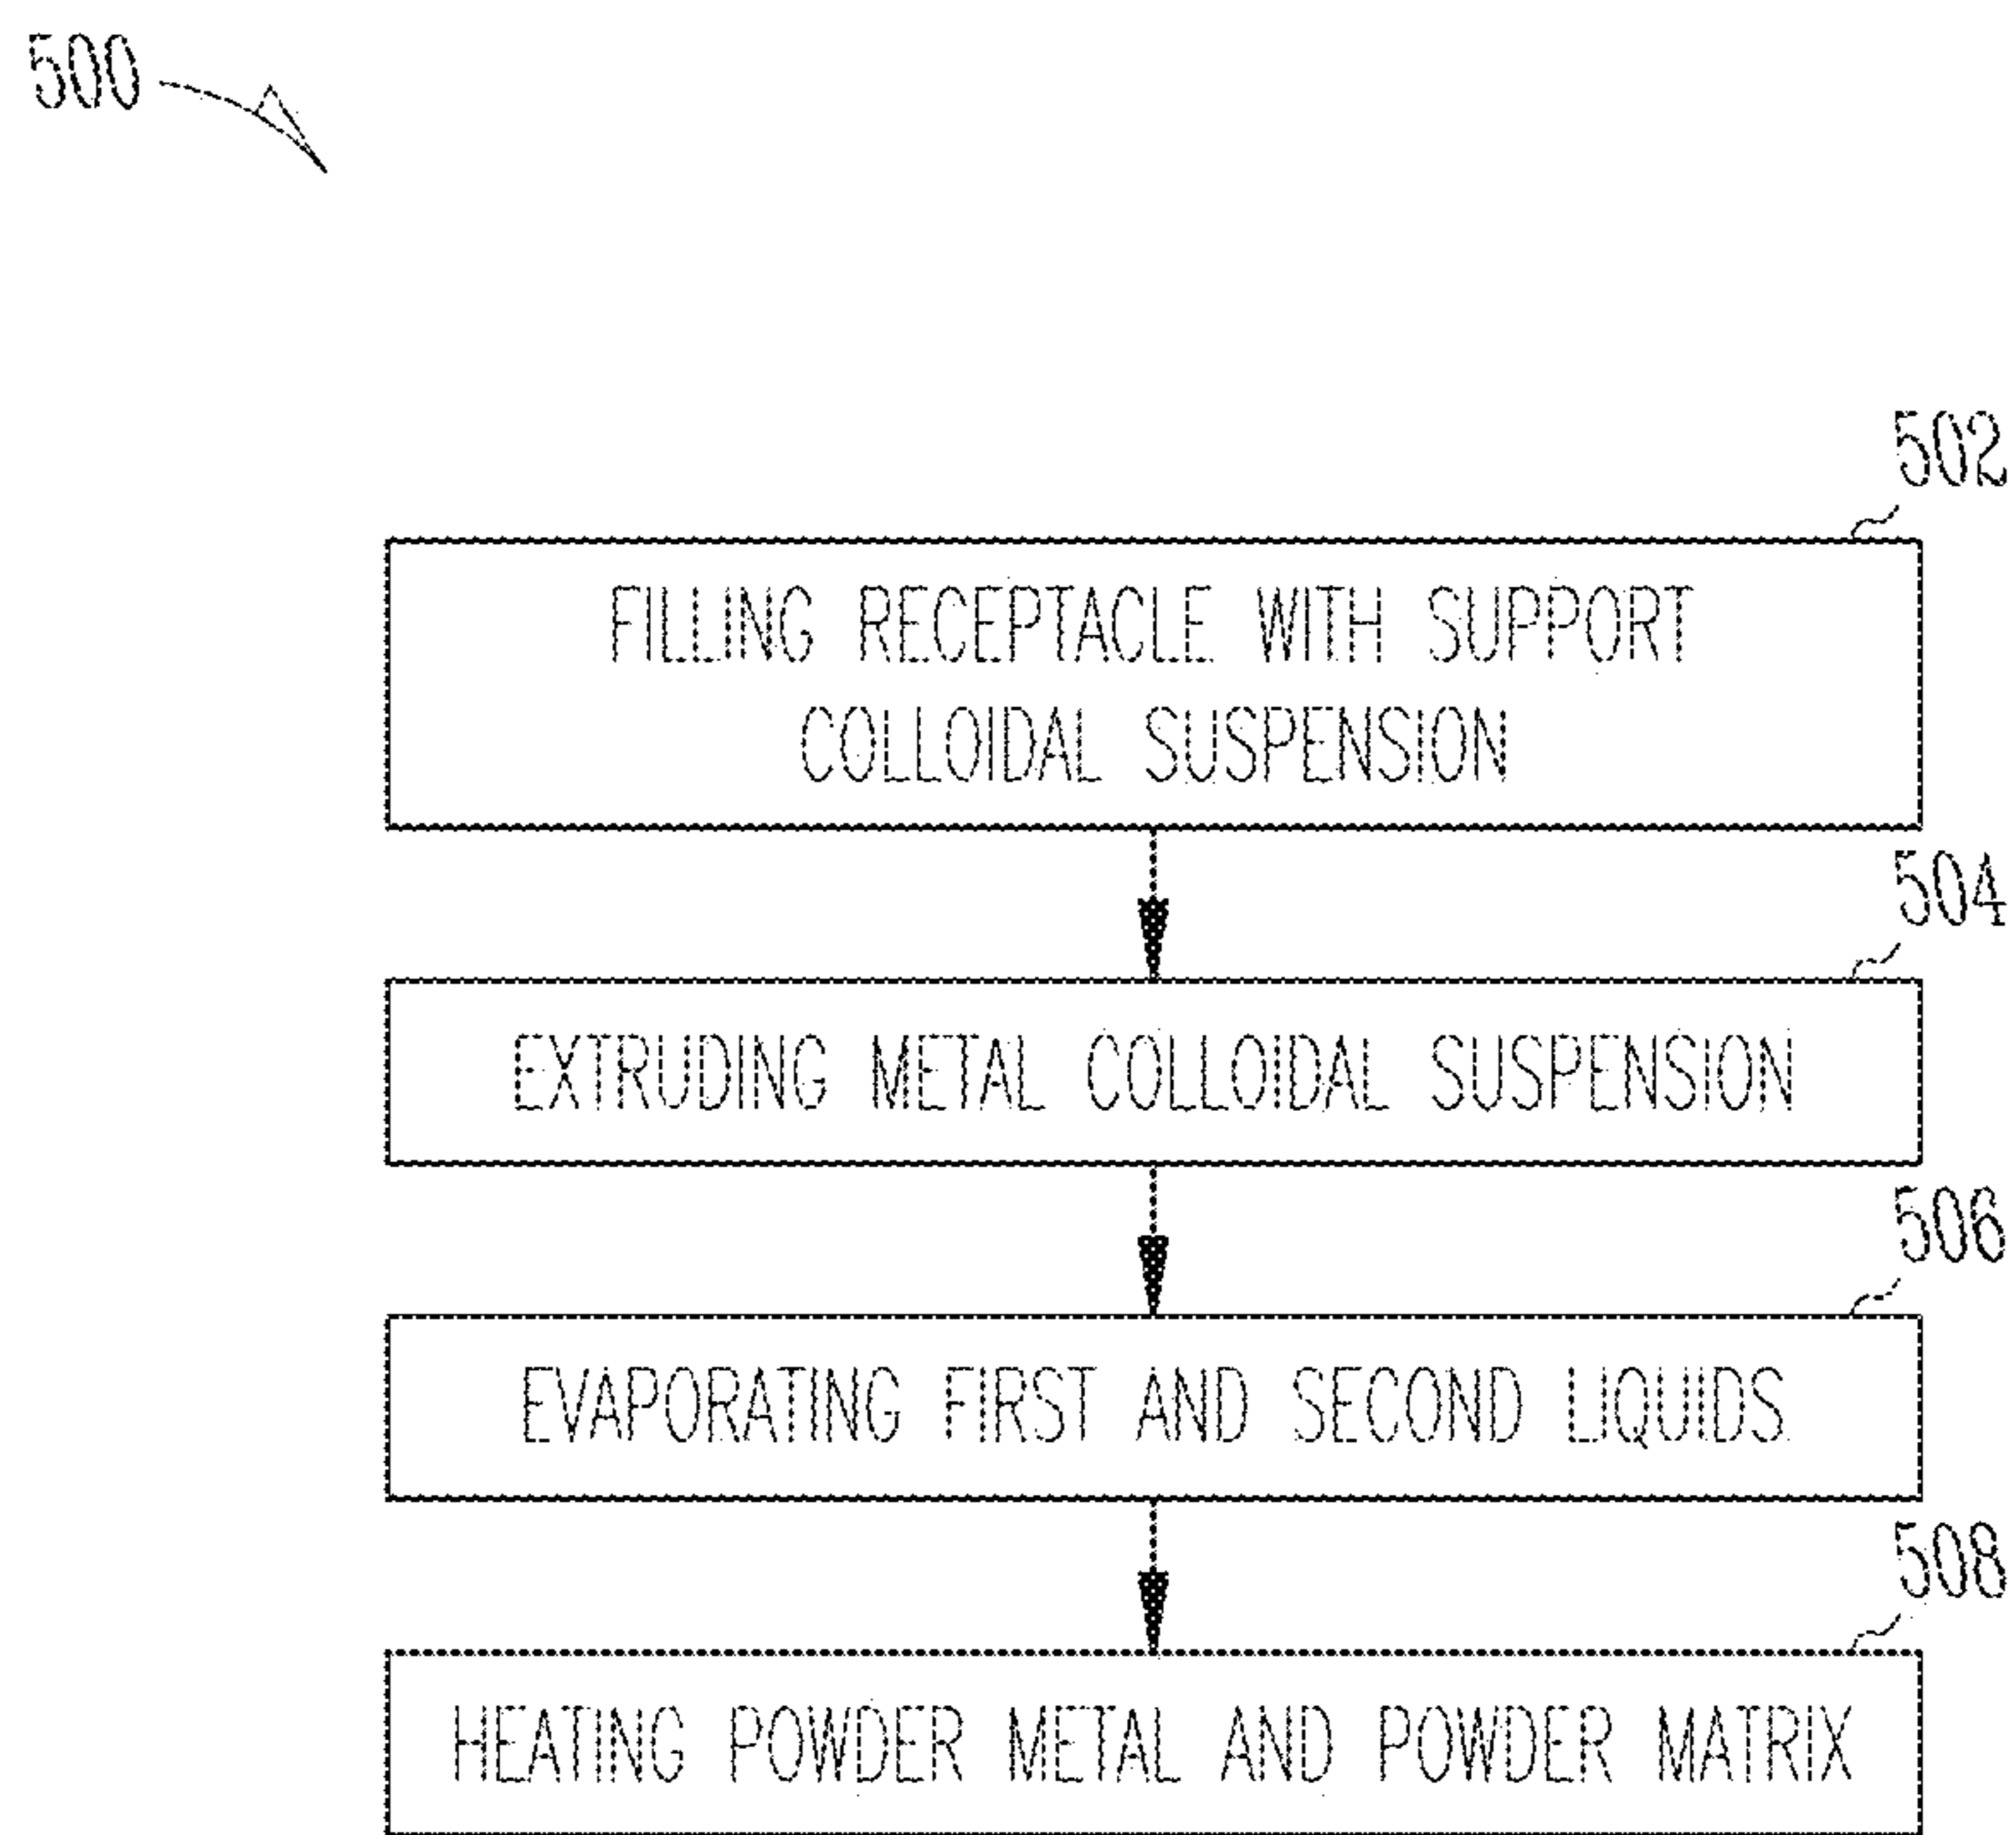 500
502
FILLING RECEPTACLE WITH SUPPORT
COLLOIDAL SUSPENSION
504
EXTRUDING METAL COLLOIDAL SUSPENSION
506
EVAPORATING FIRST AND SECOND LIQUIDS
508
HEATING POWDER METAL AND POWDER MATRIX